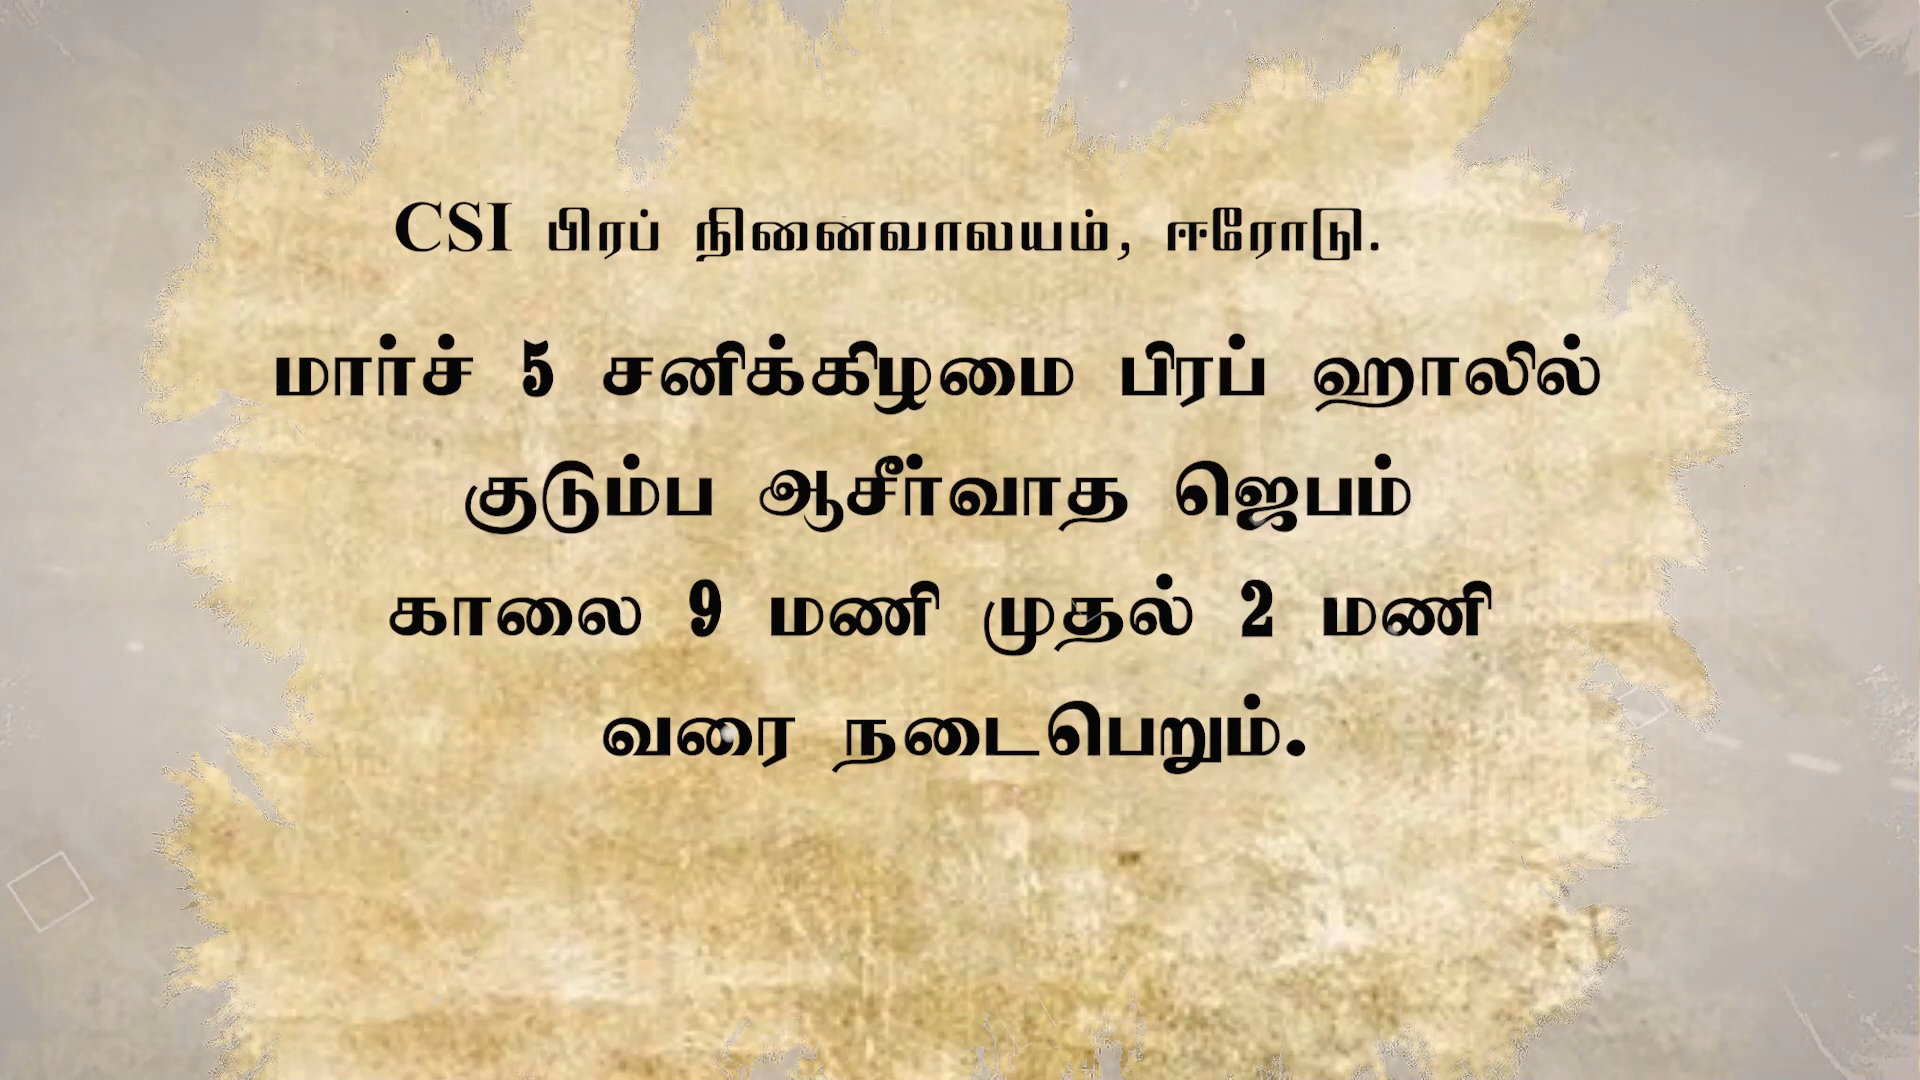 CSI பிரப் நினைவாலயம், ஈரோடு.
மார்ச் 5 சனிக்கிழமை பிரப் ஹாலில்
குடும்ப ஆசீர்வாத ஜெபம்
காலை 9 மணி முதல் 2 மணி
வரை நடைபெறும்.